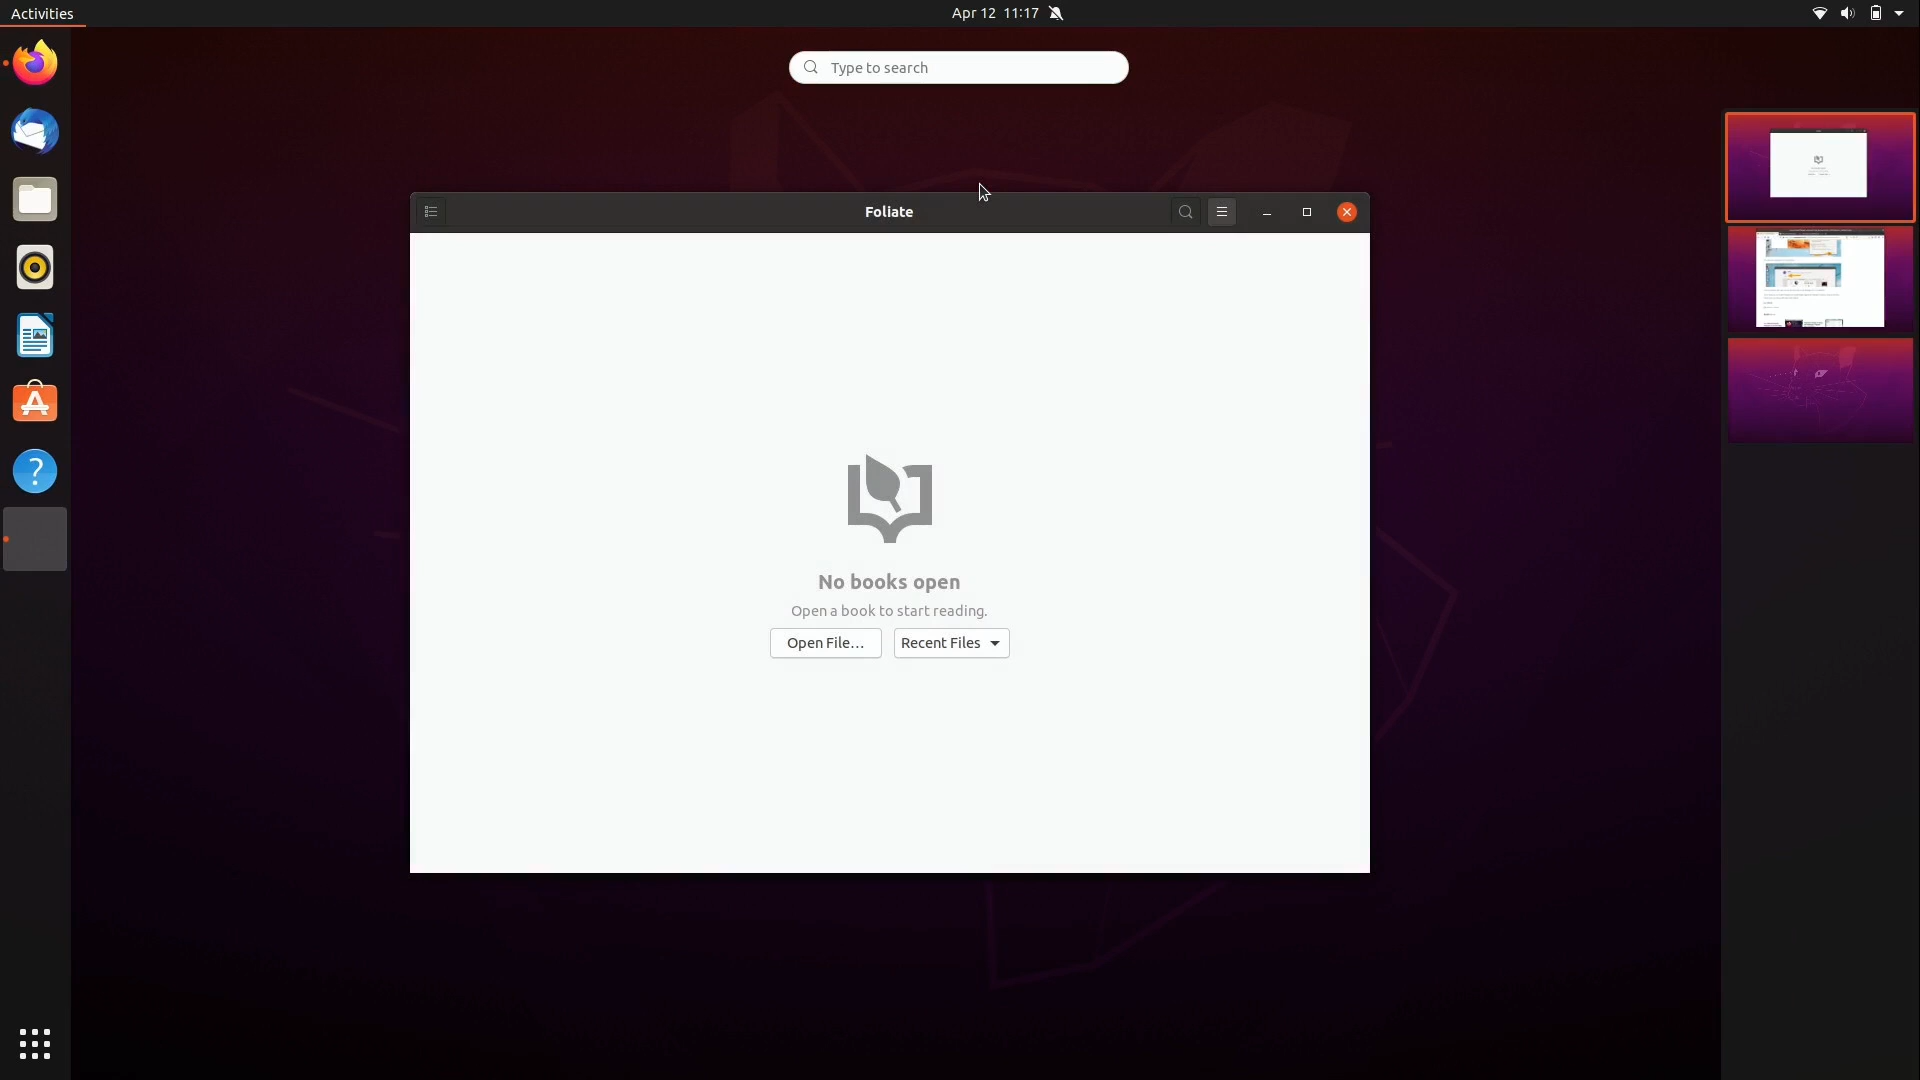 Activities
Apr 12 11:17
Type to search
Foliate
No books open
Open a book to start reading.
Open File...
Recent Files